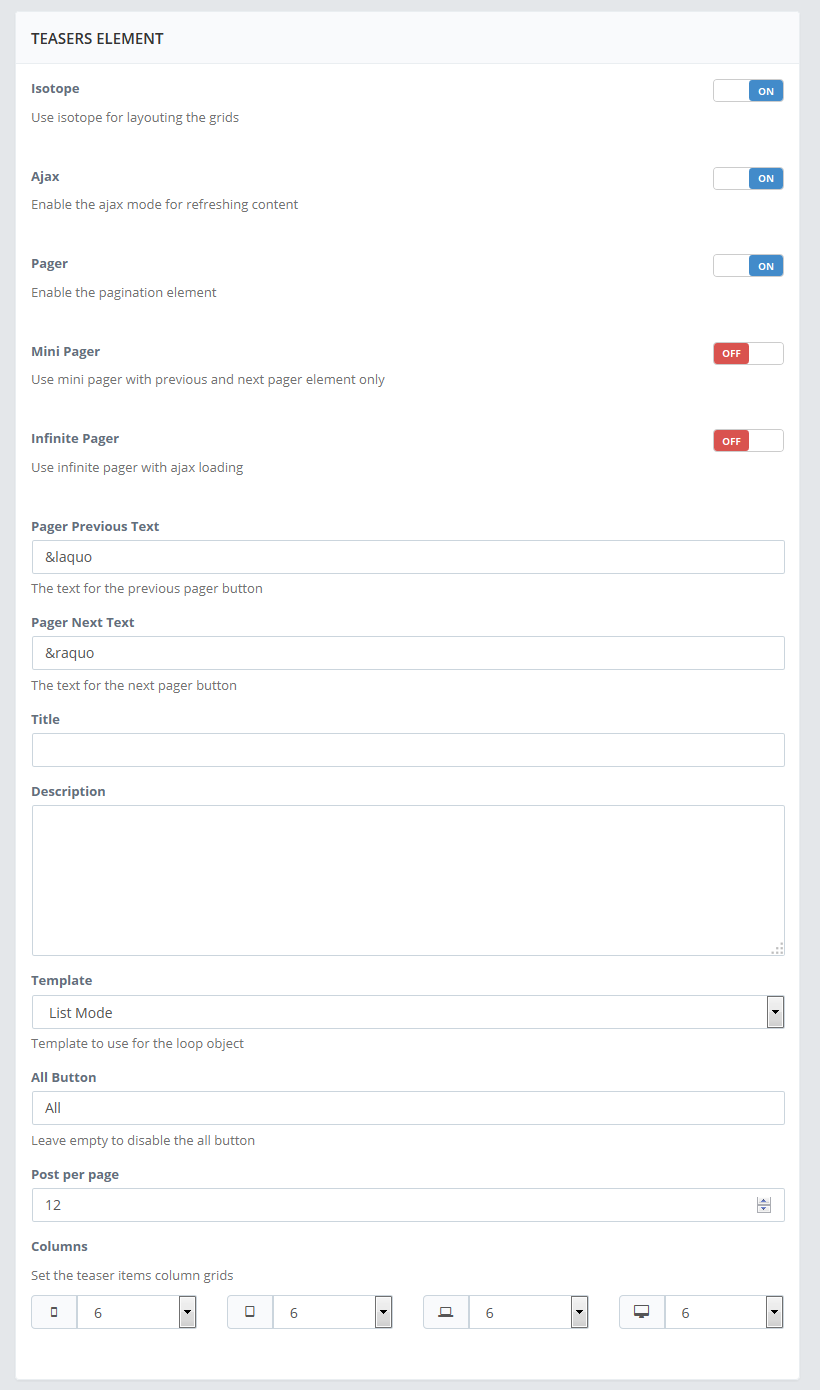 TEASERS ELEMENT
Isotope
ON
Use isotope for layouting the grids
Ajax
ON
Enable the ajax mode for refreshing content
Pager
ON
Enable the pagination element
Mini Pager
OFF
Use mini pager with previous and next pager element only
Infinite Pager
OFF
Use infinite pager with ajax loading
Pager Previous Text
&laquo
The text for the previous pager button
Pager Next Text
&raquo
The text for the next pager button
Title
Description
Template
List Mode
Template to use for the loop object
All Button
All
Leave empty to disable the all button
Post per page
12
Columns
Set the teaser items column grids
6 6 6 6